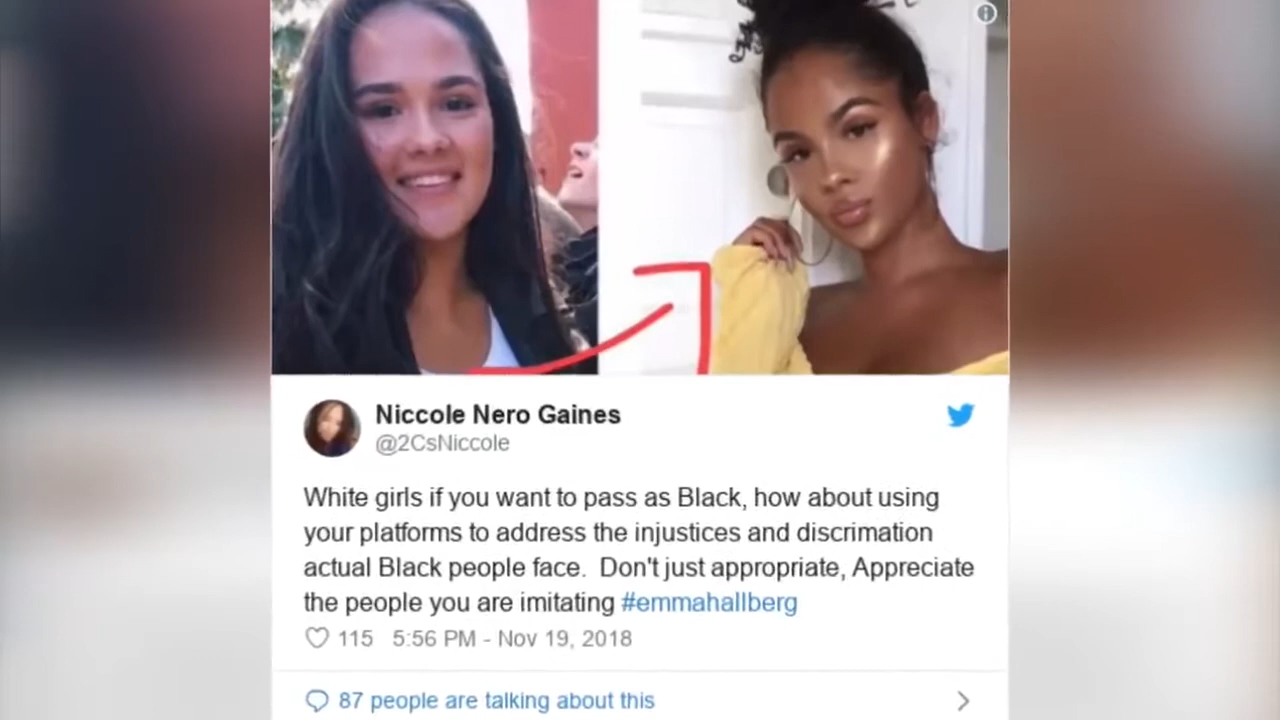 Niccole Nero Gaines
@2CsNiccole
White girls if you want to pass as Black, how about using
your platforms to address the injustices and discrimation
actual Black people face.  Don't just appropriate, Appreciate
the people you are imitating #emmahallberg
115 5:56 PM - Nov 19, 2018
87 people are talking about this